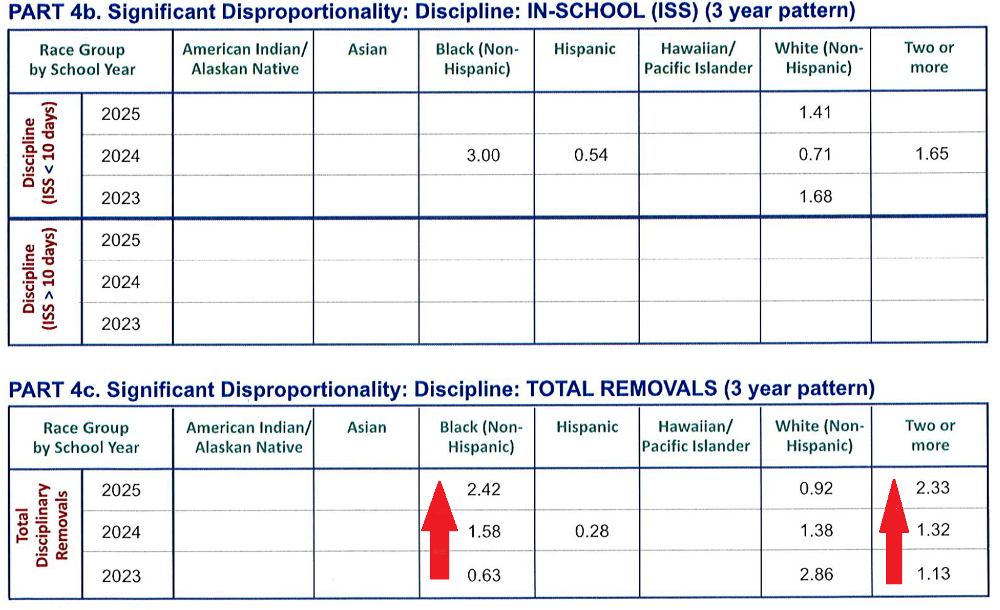 PART 4b. Significant Disproportionality: Discipline: IN-SCHOOL (ISS) (3 year pattern)
Race Group by School Year American Indian/ Alaskan Native Asian Black (Non-Hispanic) Hispanic Hawaiian/ Pacific Islander White (Non-Hispanic) Two or more
Discipline (ISS < 10 days)
2025 1.41
2024 3.00 0.54 0.71 1.65
2023 1.68
Discipline (ISS > 10 days)
2025
2024
2023
PART 4c. Significant Disproportionality: Discipline: TOTAL REMOVALS (3 year pattern)
Race Group by School Year American Indian/ Alaskan Native Asian Black (Non-Hispanic) Hispanic Hawaiian/ Pacific Islander White (Non-Hispanic) Two or more
Total Disciplinary Removals
2025 2.42 0.92 2.33
2024 1.58 0.28 1.38 1.32
2023 0.63 2.86 1.13